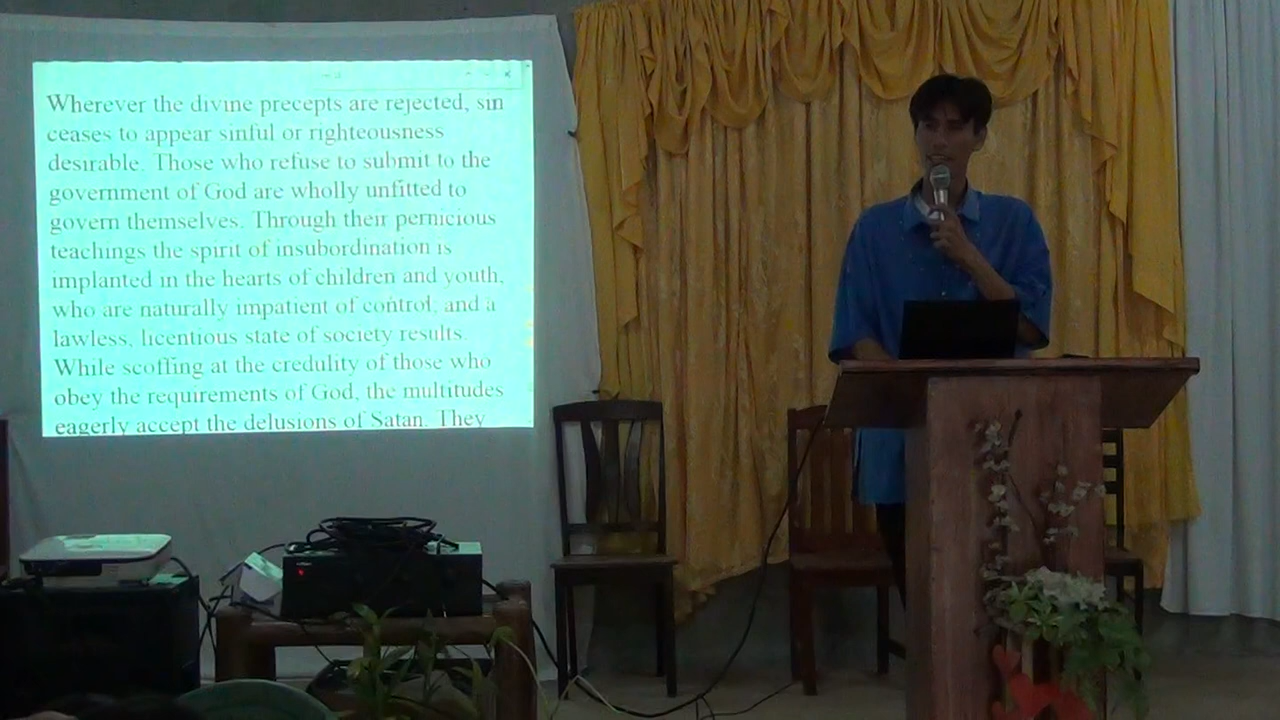 Wherever the divine precepts are rejected, sin
ceases to appear sinful or righteousness
desirable. Those who refuse to submit to the
government of God are wholly unfitted to
govern themselves. Through their pernicious
teachings the spirit of insubordination is
implanted in the hearts of children and youth,
who are naturally impatient of control; and a
lawless, licentious state of society results.
While scoffing at the credulity of those who
obey the requirements of God, the multitudes
eagerly accept the delusions of Satan. They